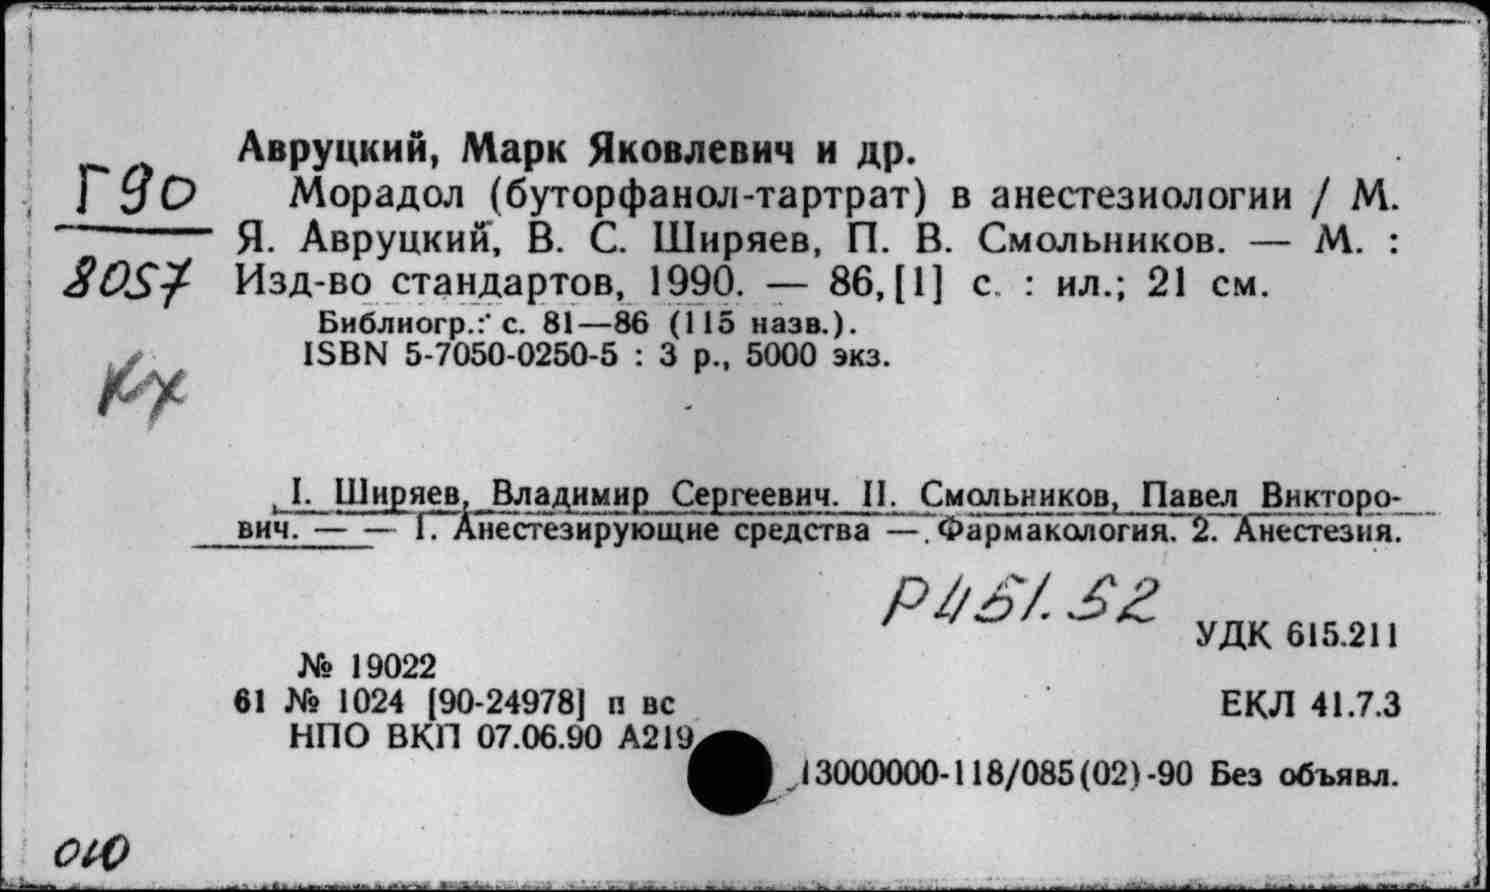 Авруцкий, Марк Яковлевич и др.
Г90
Морадол (буторфанол-тартрат) в анестезиологии / М.
Я. Авруцкий, В. С. Ширяев, П. В. Смольников. — М. :
8057
Изд-во стандартов, 1990. — 86, [1] с. : ил.; 21 см.
Библиогр.: с. 81—86 (115 назв.).
ISBN 5-7050-0250-5 : 3 р., 5000 экз.
Кх
I. Ширяев, Владимир Сергеевич. II. Смольников, Павел Викторо-
вич. — — 1. Анестезирующие средства — Фармакология. 2. Анестезия.
Р451.52
УДК 615.211
№ 19022
61 № 1024 [90-24978] п вс
ЕКЛ 41.7.3
НПО ВКП 07.06.90 А219
13000000-118/085(02)-90 Без объявл.